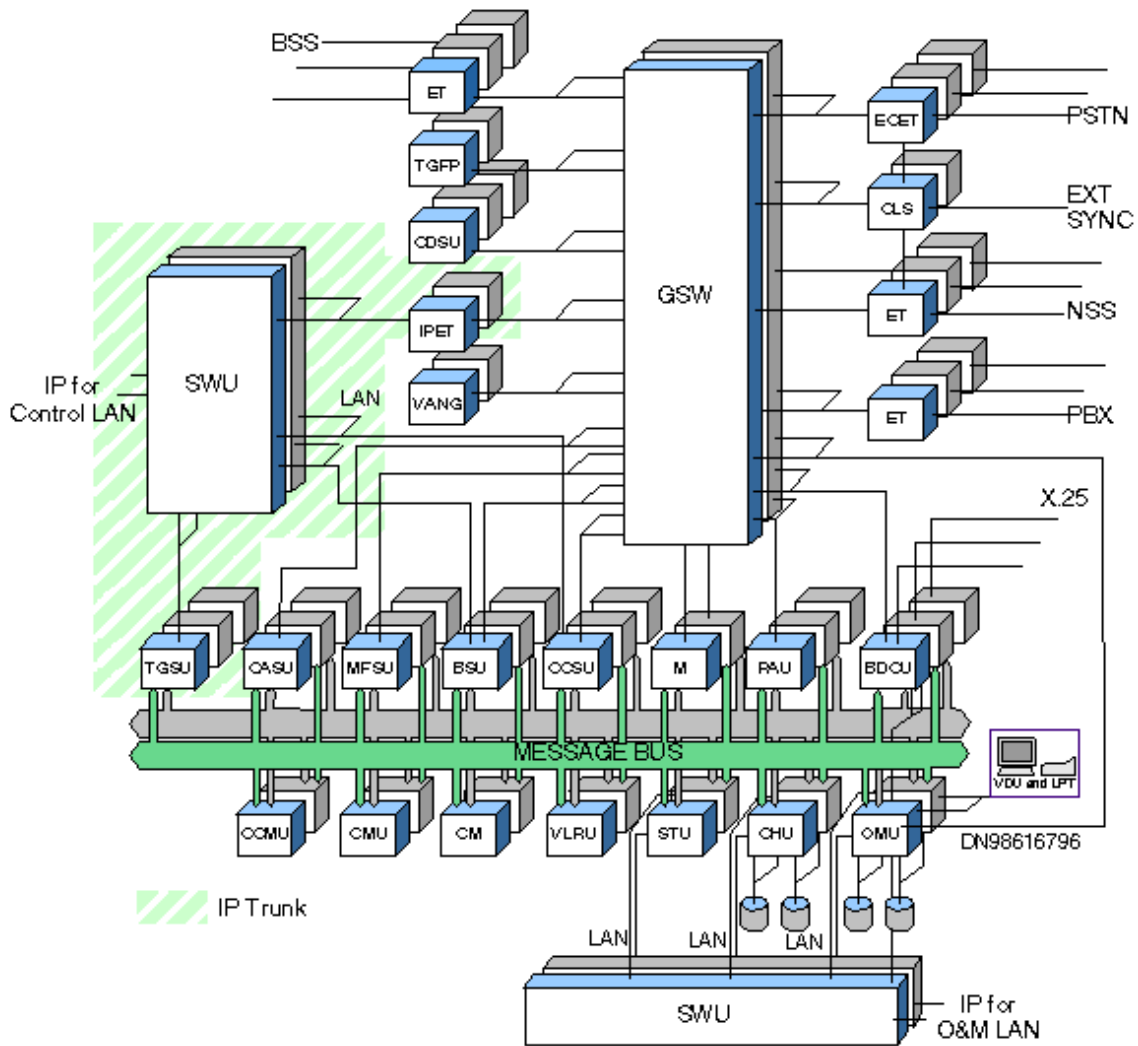 BSS
ET
TGFP
CDSU
IPET
VANG
GSW
ECET
PSTN
CLS
EXT
SYNC
ET
NSS
ET
PBX
X.25
SWU
IP for
Control LAN
LAN
TGSU
CASU
MFSU
BSU
CCSU
M
PAU
BDCU
MESSAGE BUS
VDU and LPT
CCMU
CMU
CM
VLRU
STU
CHU
OMU
DN98616796
IP Trunk
LAN
LAN
LAN
SWU
IP for
O&M LAN